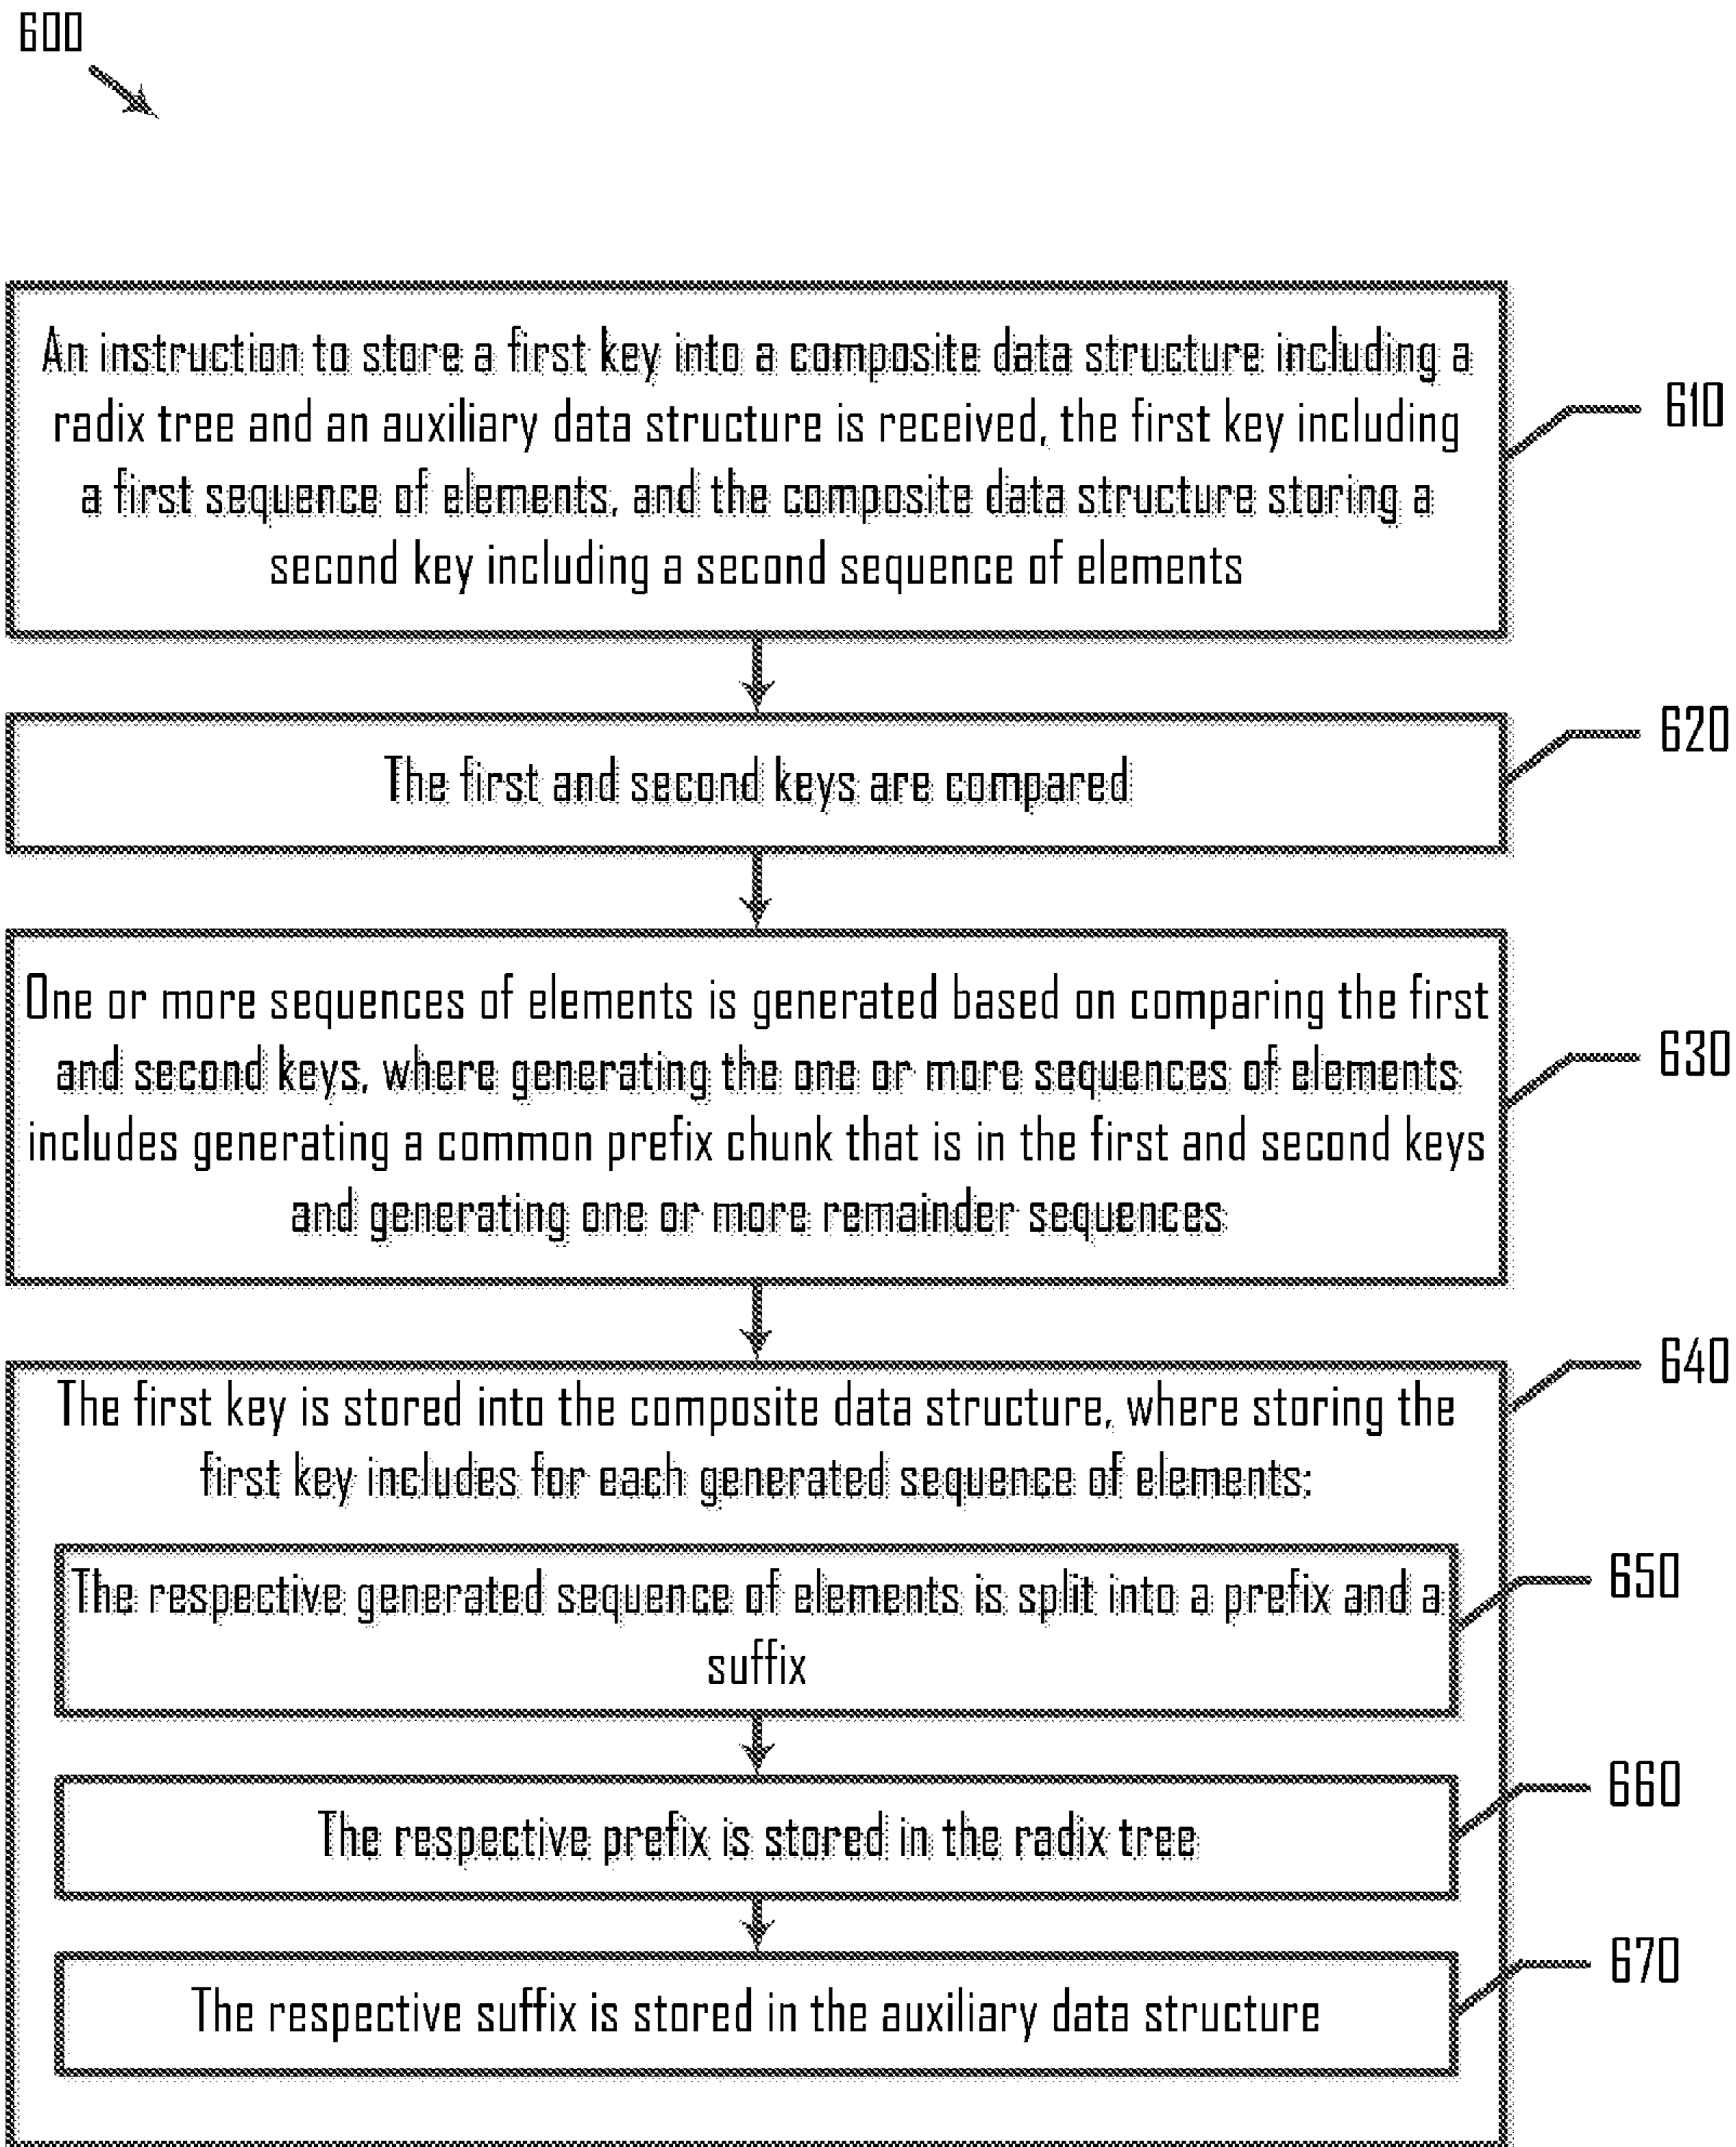 600
An instruction to store a first key into a composite data structure including a
radix tree and an auxiliary data structure is received, the first key including
a first sequence of elements, and the composite data structure storing a
second key including a second sequence of elements
610
The first and second keys are compared
620
One or more sequences of elements is generated based on comparing the first
and second keys, where generating the one or more sequences of elements
includes generating a common prefix chunk that is in the first and second keys
and generating one or more remainder sequences
630
The first key is stored into the composite data structure, where storing the
first key includes for each generated sequence of elements:
640
The respective generated sequence of elements is split into a prefix and a
suffix
650
The respective prefix is stored in the radix tree
660
The respective suffix is stored in the auxiliary data structure
670